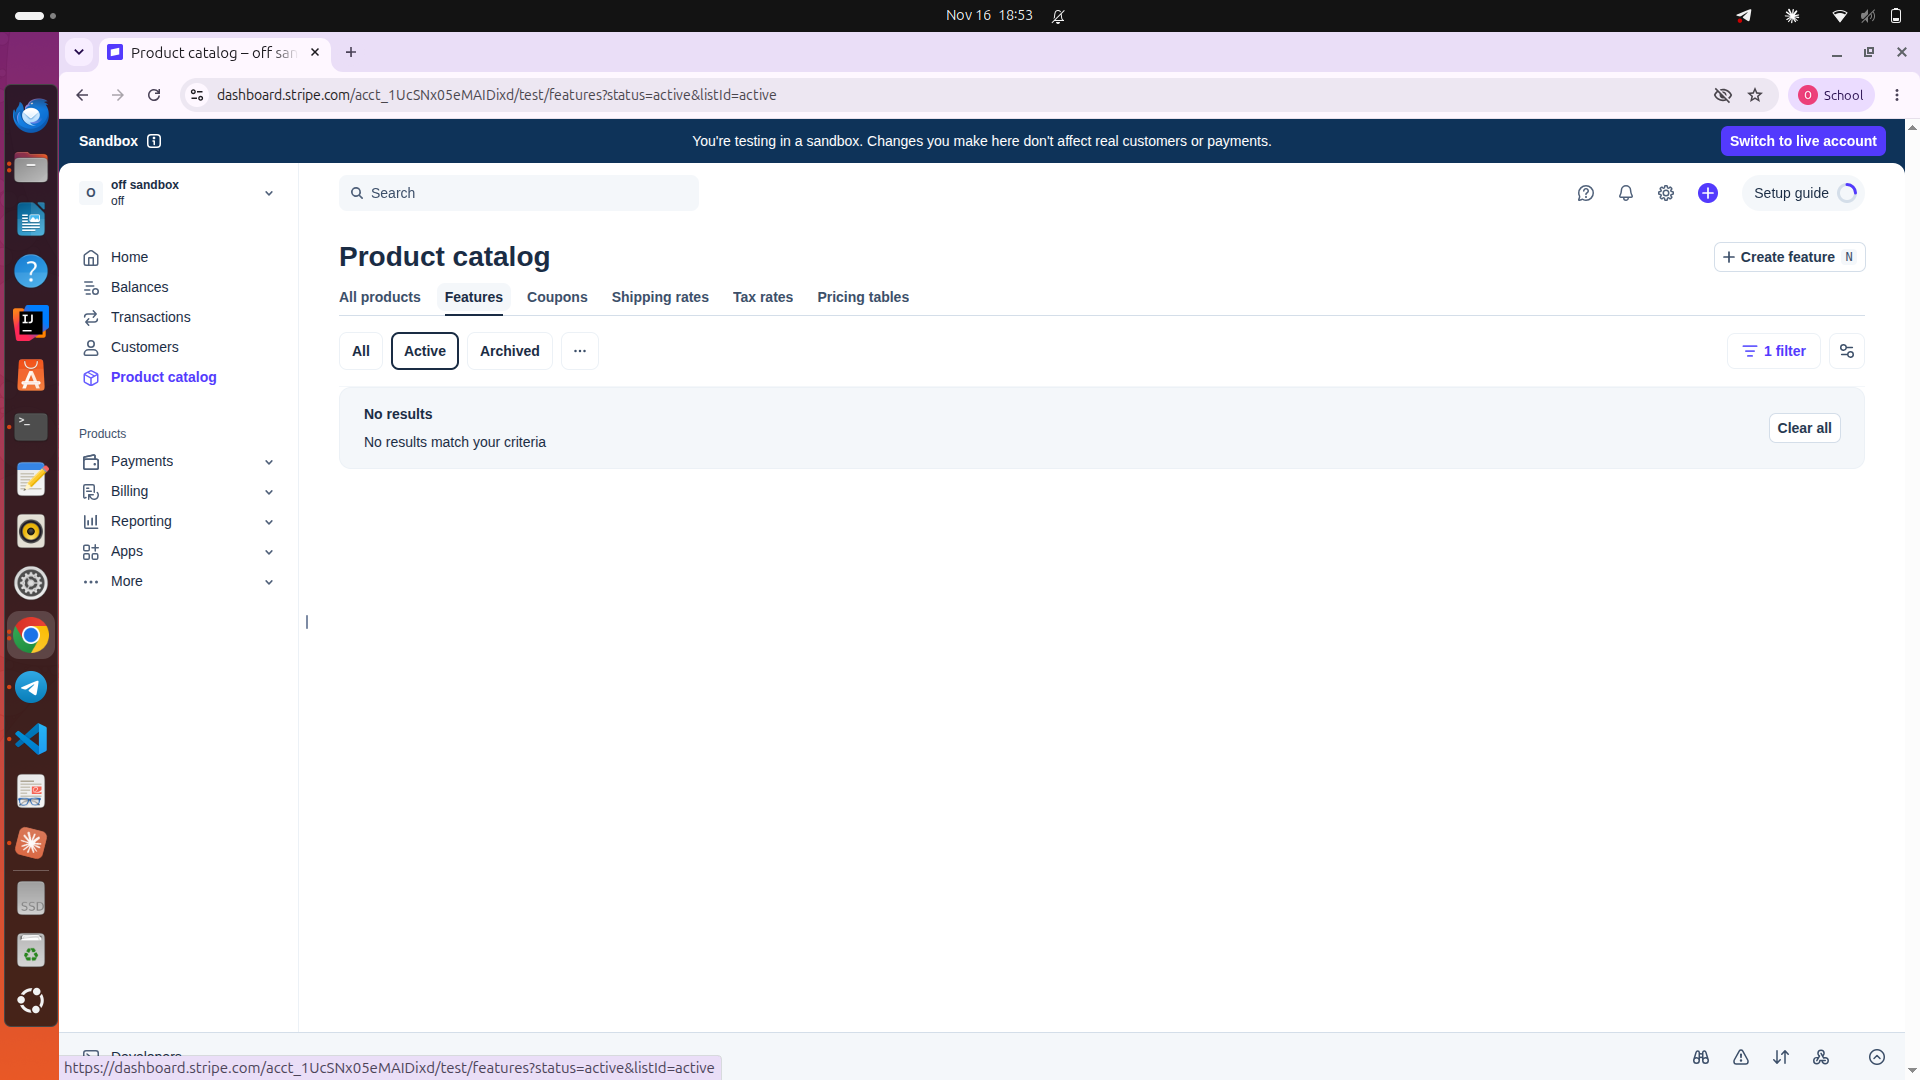 Nov 16 18:53
Product catalog – off san
dashboard.stripe.com/acct_1UcSNx05eMAIDixd/test/features?status=active&listId=active
O School
Sandbox
You're testing in a sandbox. Changes you make here don't affect real customers or payments.
Switch to live account
O off sandbox
off
Search
Setup guide
Home
Balances
Transactions
Customers
Product catalog
Products
Payments
Billing
Reporting
Apps
More
Product catalog
Create feature N
All products Features Coupons Shipping rates Tax rates Pricing tables
All Active Archived
1 filter
No results
No results match your criteria
Clear all
Developers
https://dashboard.stripe.com/acct_1UcSNx05eMAIDixd/test/features?status=active&listId=active
IJ
SSD